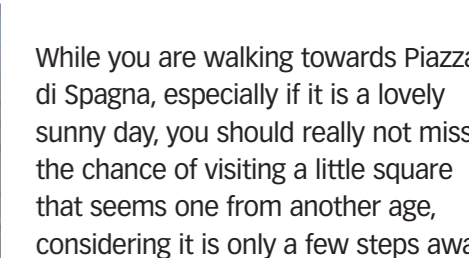 While you are walking towards Piazza
di Spagna, especially if it is a lovely
sunny day, you should really not miss
the chance of visiting a little square
that seems one from another age,
considering it is only a few steps awa